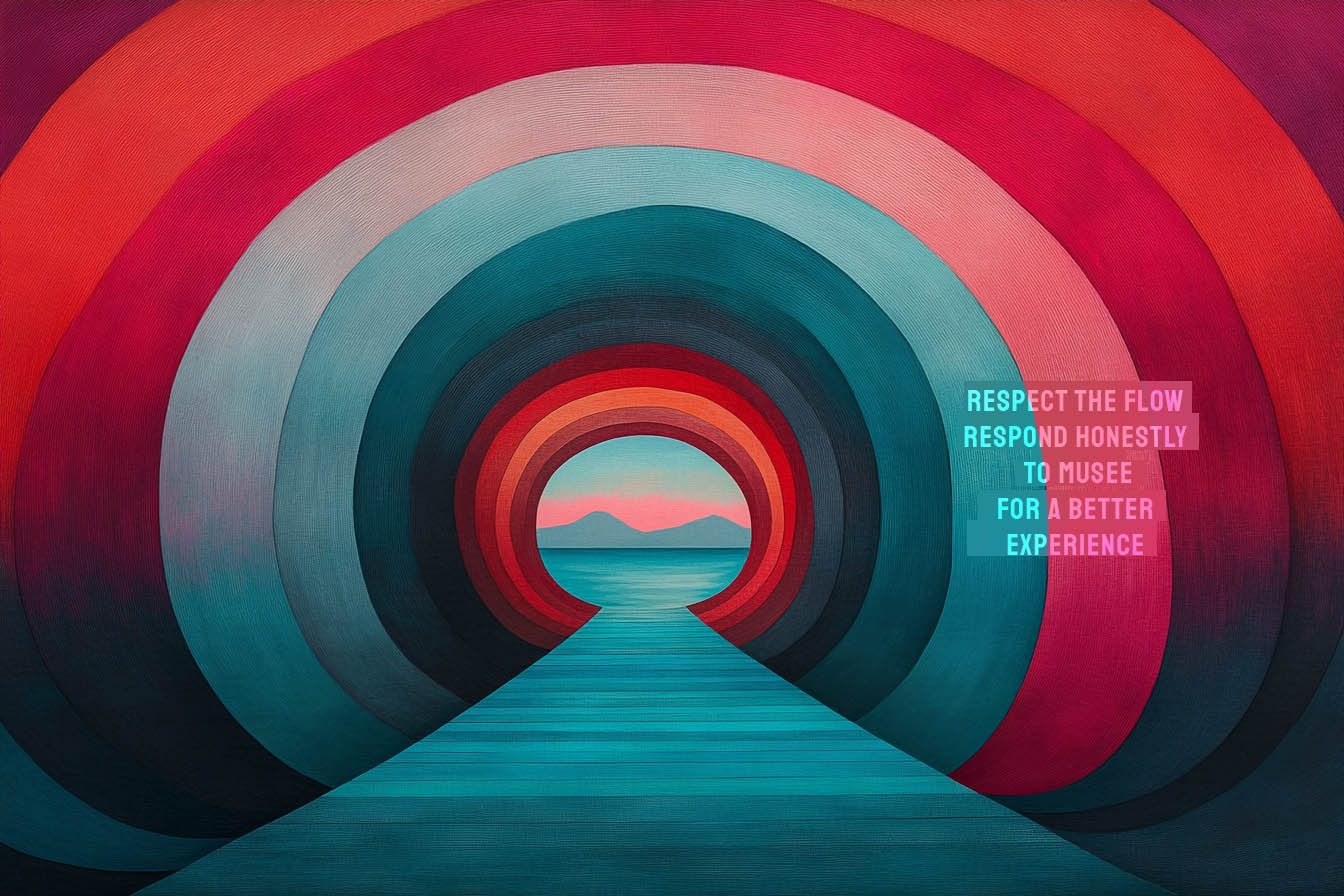 RESPECT THE FLOW
RESPOND HONESTLY
TO MUSEE
FOR A BETTER
EXPERIENCE